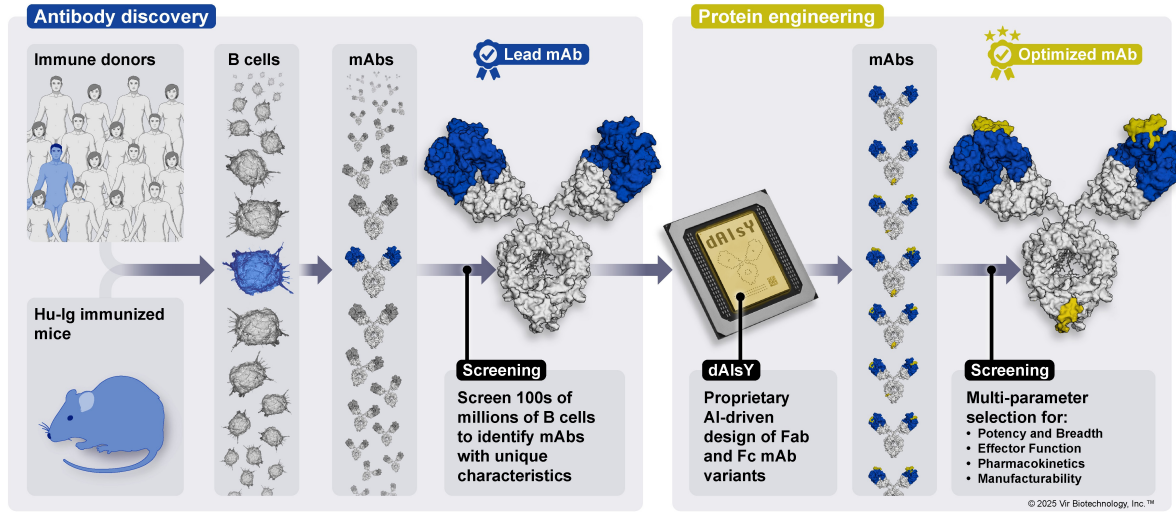 Antibody discovery
Immune donors
Hu-Ig immunized
mice
B cells
mAbs
Lead mAb
Screening
Screen 100s of
millions of B cells
to identify mAbs
with unique
characteristics
Protein engineering
dAIsY
dAIsY
Proprietary
AI-driven
design of Fab
and Fc mAb
variants
mAbs
Optimized mAb
Screening
Multi-parameter
selection for:
• Potency and Breadth
• Effector Function
• Pharmacokinetics
• Manufacturability
© 2025 Vir Biotechnology, Inc.™